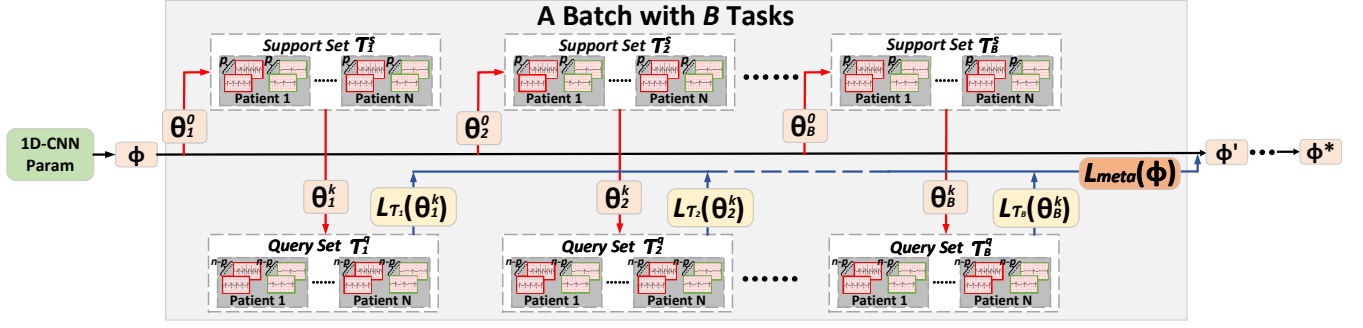 A Batch with B Tasks
Support Set T₁ˢ
p p p p
Patient 1 ...... Patient N
Support Set T₂ˢ
p p p p
Patient 1 ...... Patient N
Support Set T_Bˢ
p p p p
Patient 1 ...... Patient N
θ₁⁰
θ₂⁰
θ_B⁰
1D-CNN
Param
ϕ
ϕ'
ϕ*
θ₁ᵏ
L_T₁(θ₁ᵏ)
θ₂ᵏ
L_T₂(θ₂ᵏ)
θ_Bᵏ
L_T_B(θ_Bᵏ)
Lmeta(ϕ)
Query Set T₁^q
n-p n-p n-p n-p
Patient 1 ...... Patient N
Query Set T₂^q
n-p n-p n-p n-p
Patient 1 ...... Patient N
Query Set T_B^q
n-p n-p n-p n-p
Patient 1 ...... Patient N